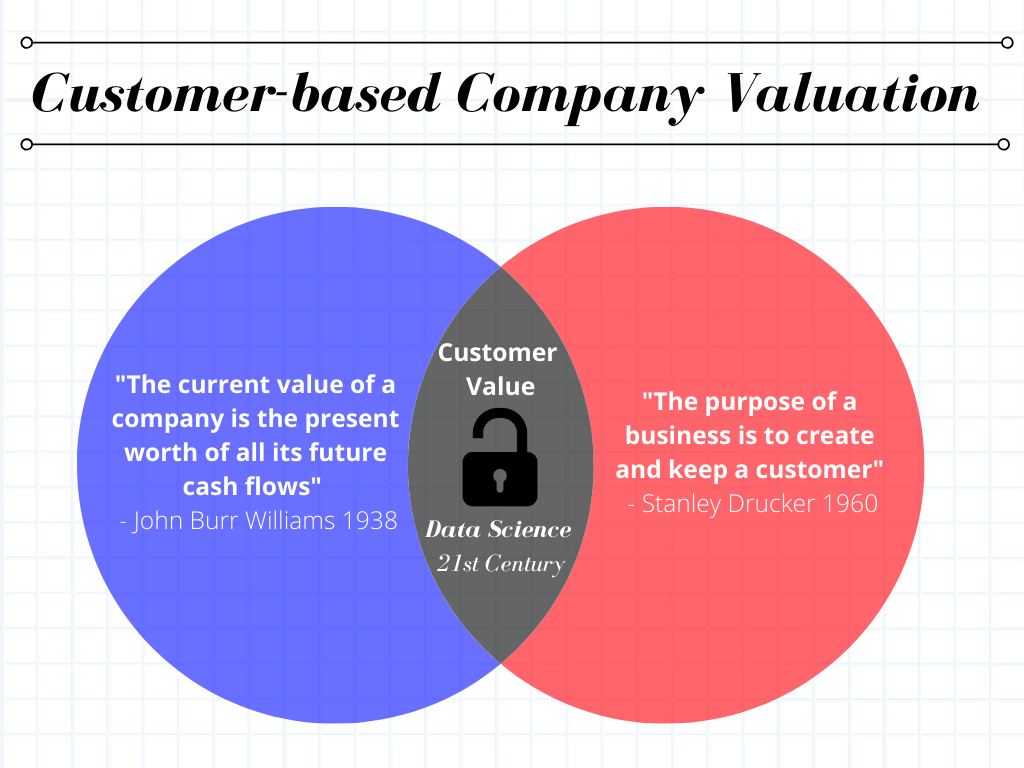 Customer-based Company Valuation
"The current value of a
company is the present
worth of all its future
cash flows"
- John Burr Williams 1938
Customer
Value
Data Science
21st Century
"The purpose of a
business is to create
and keep a customer"
- Stanley Drucker 1960